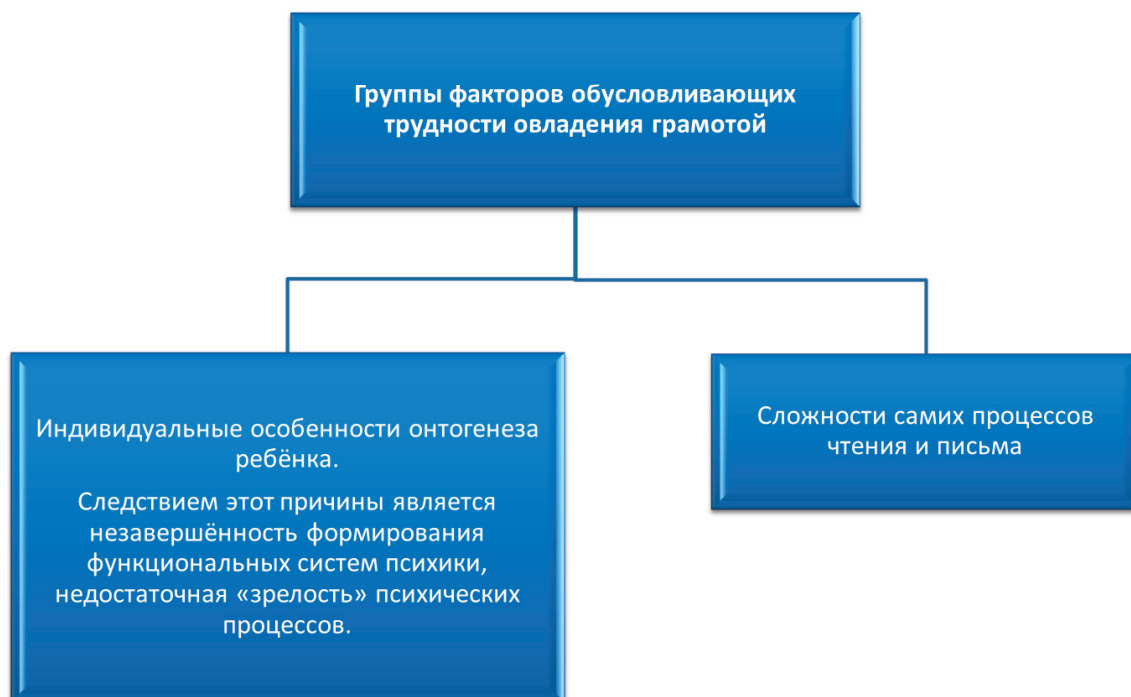 Группы факторов обусловливающих
трудности овладения грамотой
Индивидуальные особенности онтогенеза
ребёнка.
Следствием этот причины является
незавершённость формирования
функциональных систем психики,
недостаточная «зрелость» психических
процессов.
Сложности самих процессов
чтения и письма